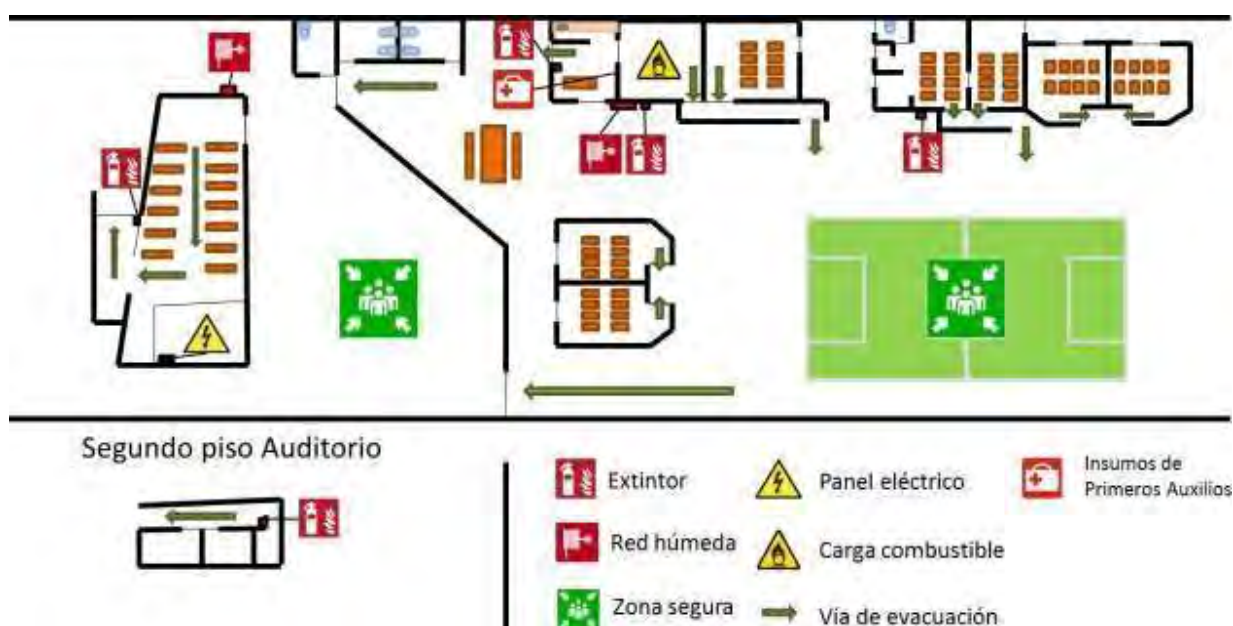 Segundo piso Auditorio
Extintor
Panel eléctrico
Insumos de
Primeros Auxilios
Red húmeda
Carga combustible
Zona segura
Vía de evacuación